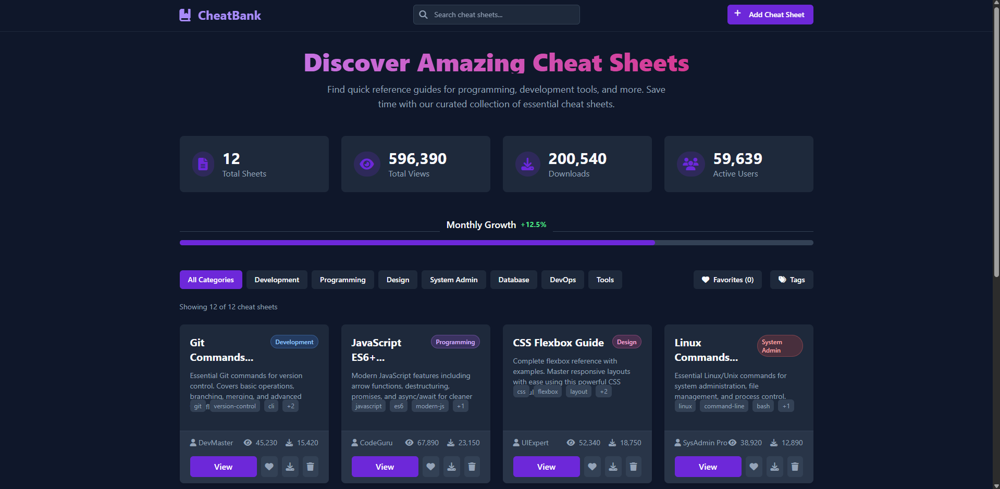 CheatBank
Search cheat sheets...
Add Cheat Sheet
Discover Amazing Cheat Sheets
Find quick reference guides for programming, development tools, and more. Save
time with our curated collection of essential cheat sheets.
12
Total Sheets
596,390
Total Views
200,540
Downloads
59,639
Active Users
Monthly Growth +12.5%
All Categories
Development
Programming
Design
System Admin
Database
DevOps
Tools
Favorites (0)
Tags
Showing 12 of 12 cheat sheets
Git
Commands...
Development
Essential Git commands for version
control. Covers basic operations,
branching, merging, and advanced
git version-control cli +2
DevMaster 45,230 15,420
View
JavaScript
ES6+...
Programming
Modern JavaScript features including
arrow functions, destructuring,
promises, and async/await for cleaner
javascript es6 modern-js +1
CodeGuru 67,890 23,150
View
CSS Flexbox Guide
Design
Complete flexbox reference with
examples. Master responsive layouts
with ease using this powerful CSS
css flexbox layout +2
UIExpert 52,340 18,750
View
Linux
Commands...
System
Admin
Essential Linux/Unix commands for
system administration, file
management, and process control.
linux command-line bash +1
SysAdmin Pro 38,920 12,890
View